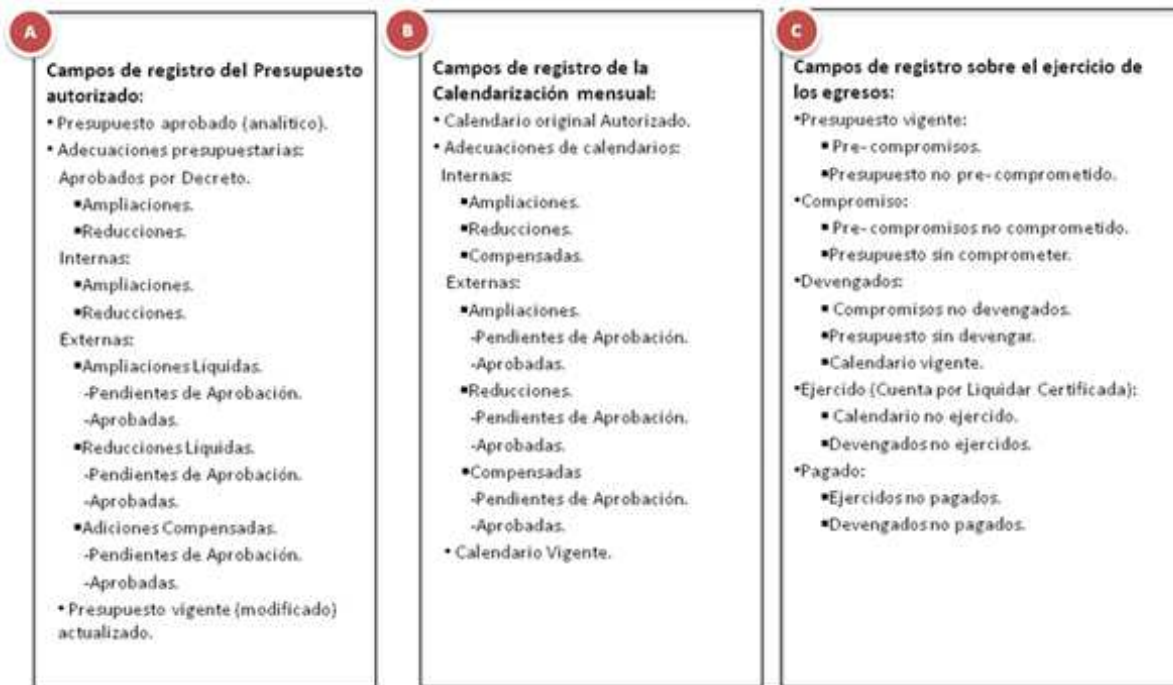 A
Campos de registro del Presupuesto
autorizado:
• Presupuesto aprobado (analítico).
• Adecuaciones presupuestarias:
Aprobados por Decreto.
▪Ampliaciones.
▪Reducciones.
Internas:
▪Ampliaciones.
▪Reducciones.
Externas:
▪Ampliaciones Líquidas.
-Pendientes de Aprobación.
-Aprobadas.
▪Reducciones Líquidas.
-Pendientes de Aprobación.
-Aprobadas.
▪Adiciones Compensadas.
-Pendientes de Aprobación.
-Aprobadas.
• Presupuesto vigente (modificado)
actualizado.
B
Campos de registro de la
Calendarización mensual:
• Calendario original Autorizado.
• Adecuaciones de calendarios:
Internas:
▪Ampliaciones.
▪Reducciones.
▪Compensadas.
Externas:
▪Ampliaciones.
-Pendientes de Aprobación.
-Aprobadas.
▪Reducciones.
-Pendientes de Aprobación.
-Aprobadas.
▪Compensadas
-Pendientes de Aprobación.
-Aprobadas.
• Calendario Vigente.
C
Campos de registro sobre el ejercicio de
los egresos:
•Presupuesto vigente:
▪ Pre- compromisos.
▪Presupuesto no pre- comprometido.
•Compromiso:
▪ Pre- compromisos no comprometido.
▪Presupuesto sin comprometer.
•Devengados:
▪ Compromisos no devengados.
▪Presupuesto sin devengar.
▪Calendario vigente.
•Ejercido (Cuenta por Liquidar Certificada):
▪ Calendario no ejercido.
▪Devengados no ejercidos.
•Pagado:
▪Ejercidos no pagados.
▪Devengados no pagados.